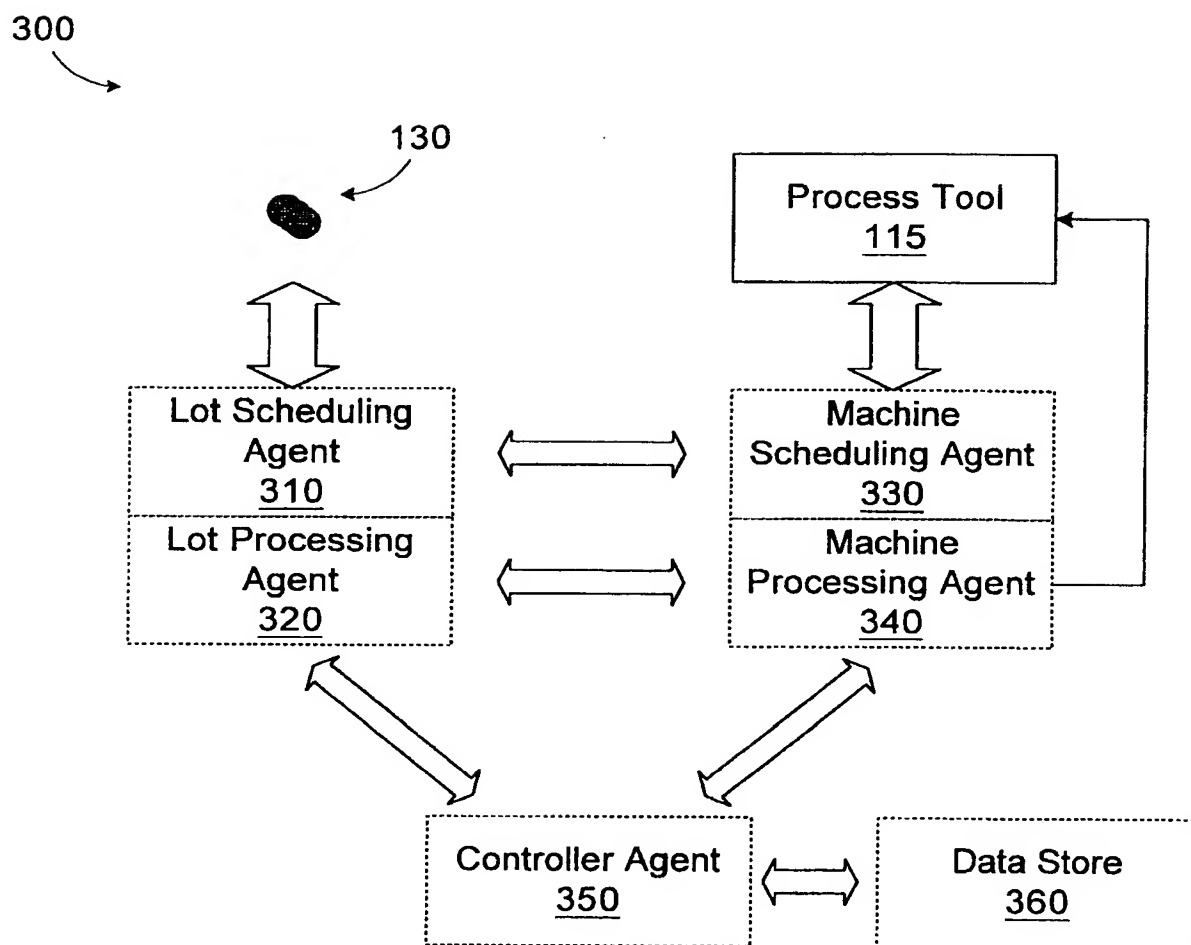 300
130
Process Tool
115
Lot Scheduling
Agent
310
Lot Processing
Agent
320
Machine
Scheduling Agent
330
Machine
Processing Agent
340
Controller Agent
350
Data Store
360